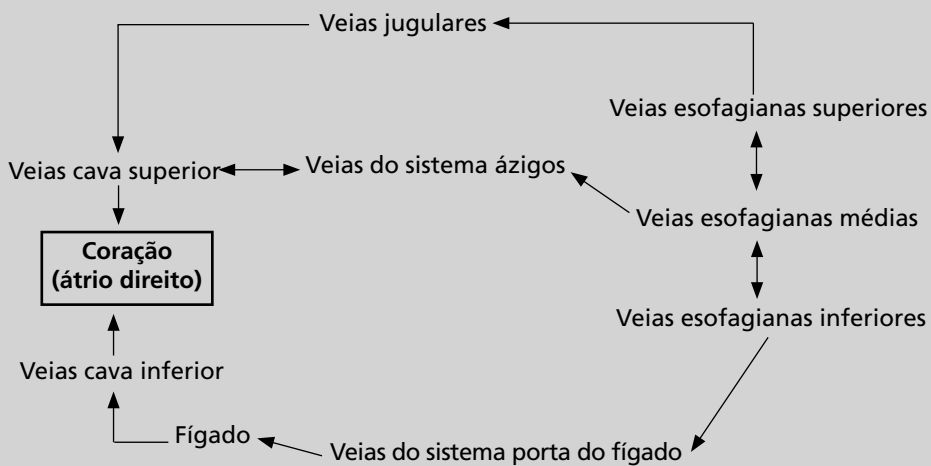 Veias jugulares
Veias esofagianas superiores
Veias cava superior
Veias do sistema ázigos
Veias esofagianas médias
Coração
(átrio direito)
Veias esofagianas inferiores
Veias cava inferior
Fígado
Veias do sistema porta do fígado